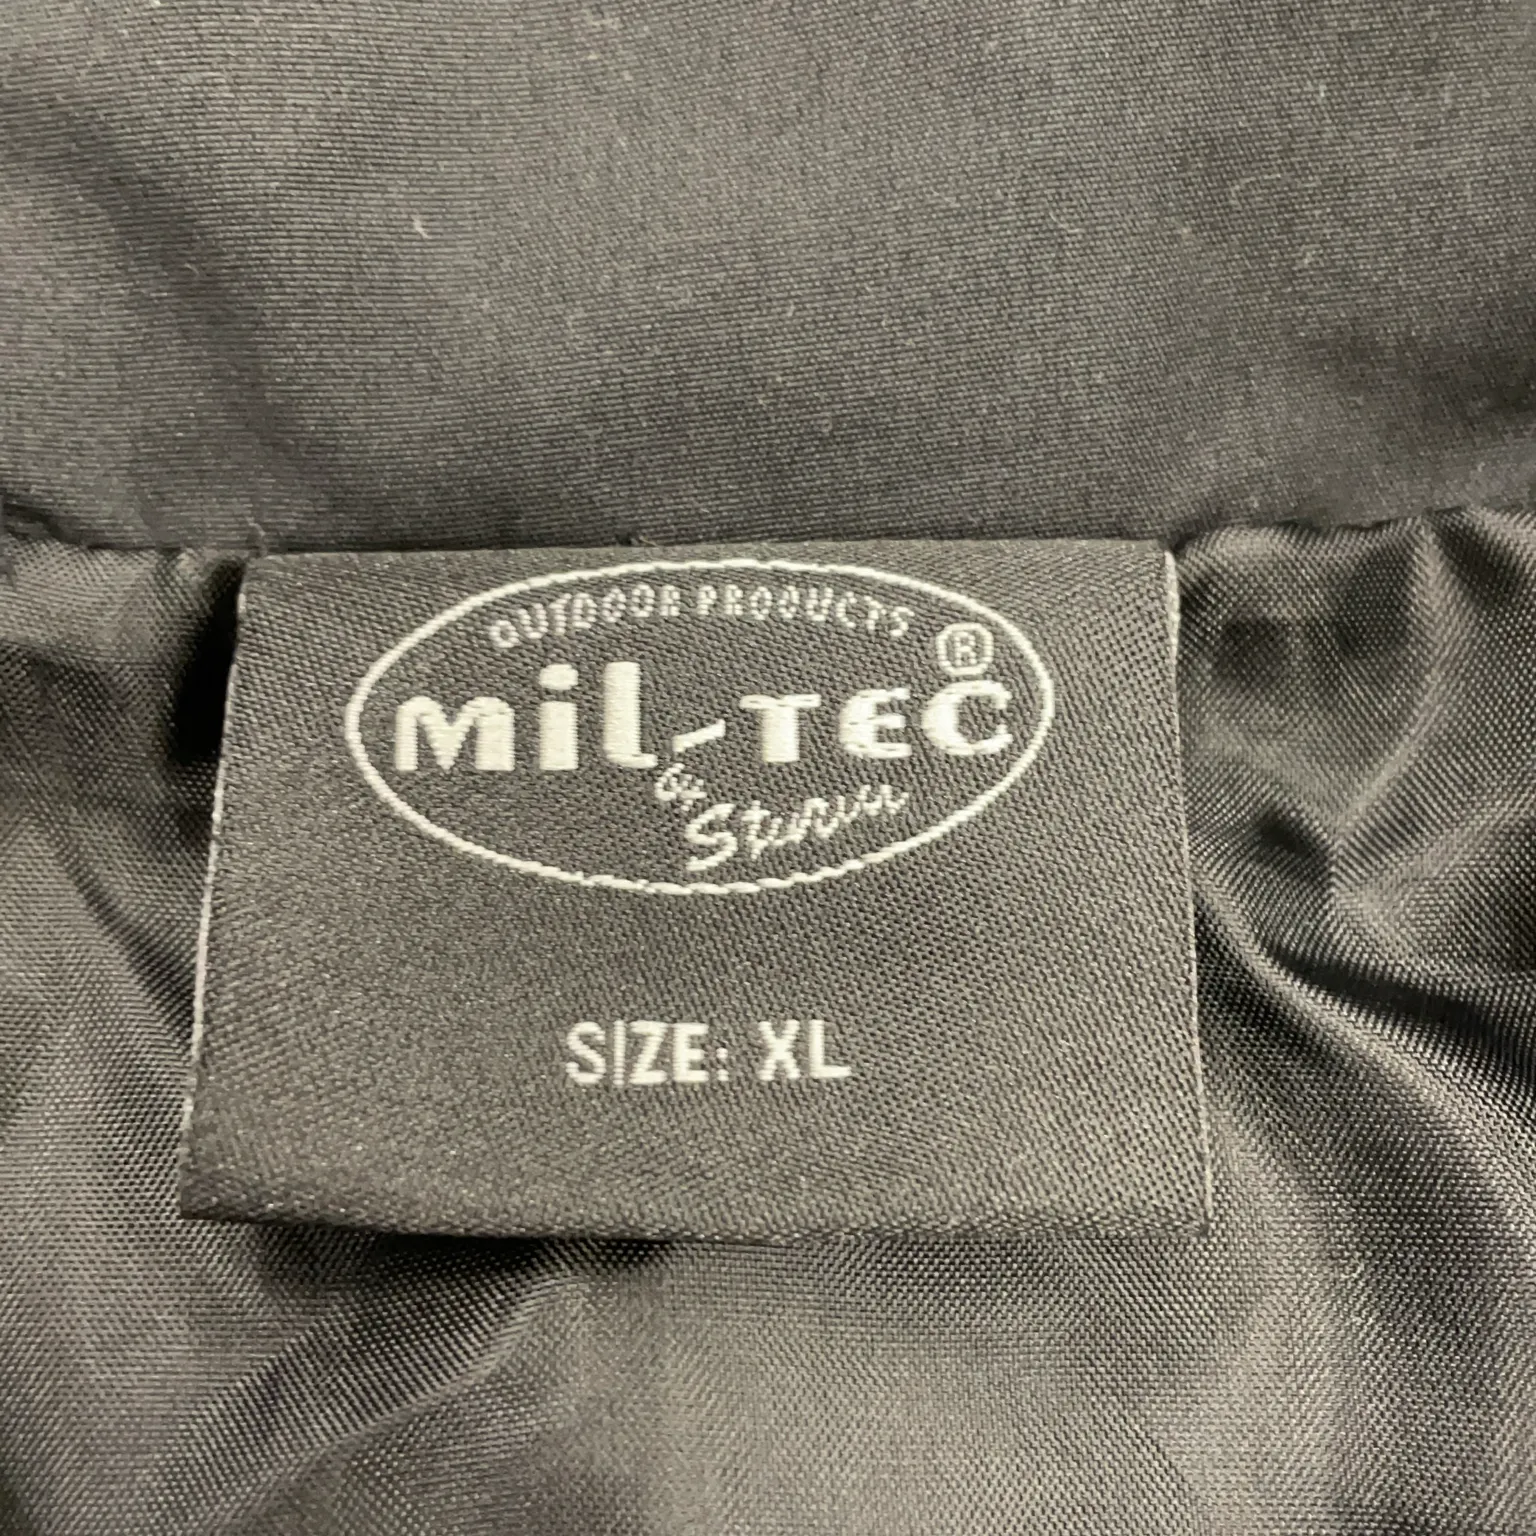 OUTDOOR PRODUCTS
®
MIL-TEC
by
Sturm
SIZE: XL